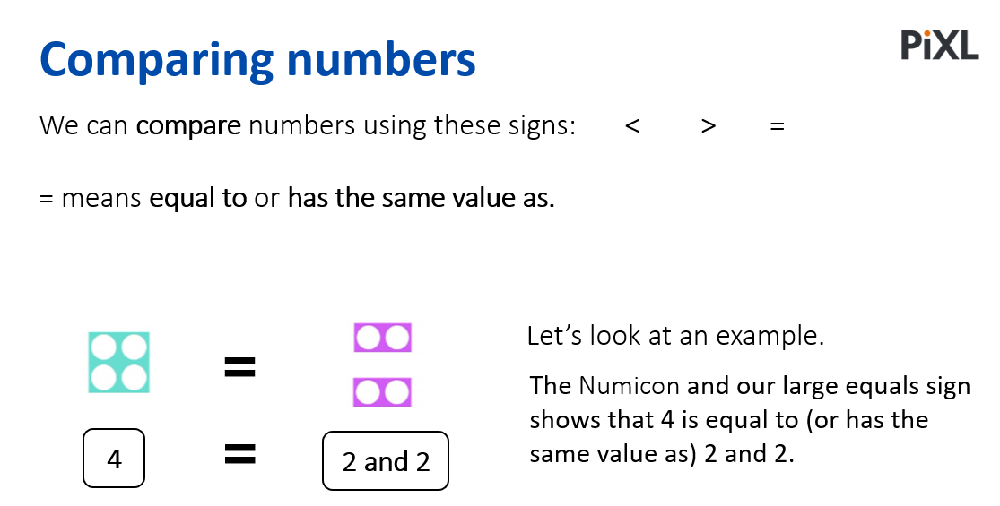 Comparing numbers
PiXL
We can compare numbers using these signs: < > =
= means equal to or has the same value as.
Let’s look at an example.
=
The Numicon and our large equals sign
shows that 4 is equal to (or has the
same value as) 2 and 2.
4 = 2 and 2